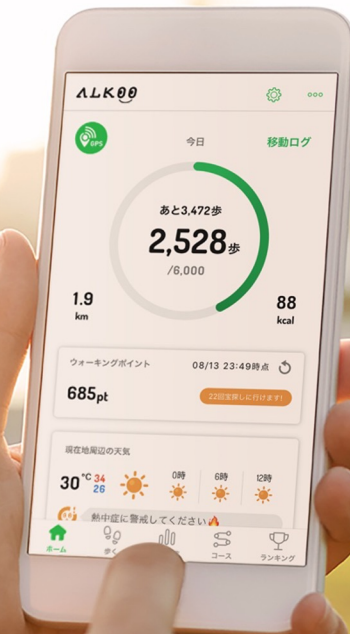 ALKOO
GPS
今日
移動ログ
あと3,472歩
2,528歩
/6,000
1.9
km
88
kcal
ウォーキングポイント
08/13 23:49時点
685pt
22回宝探しに行けます!
現在地周辺の天気
30℃ 34
26
0時
6時
12時
熱中症に警戒してください🔥
ホーム
歩く
コース
ランキング